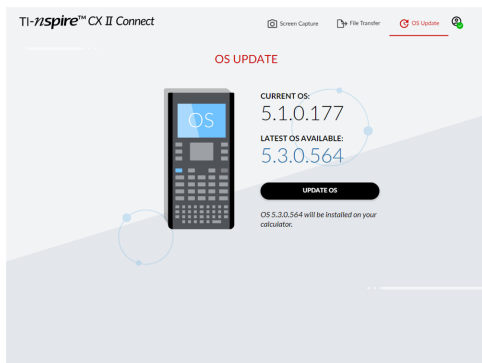 TI-nspire™ CX II Connect
Screen Capture
File Transfer
OS Update
OS UPDATE
OS
CURRENT OS:
5.1.0.177
LATEST OS AVAILABLE:
5.3.0.564
UPDATE OS
OS 5.3.0.564 will be installed on your
calculator.